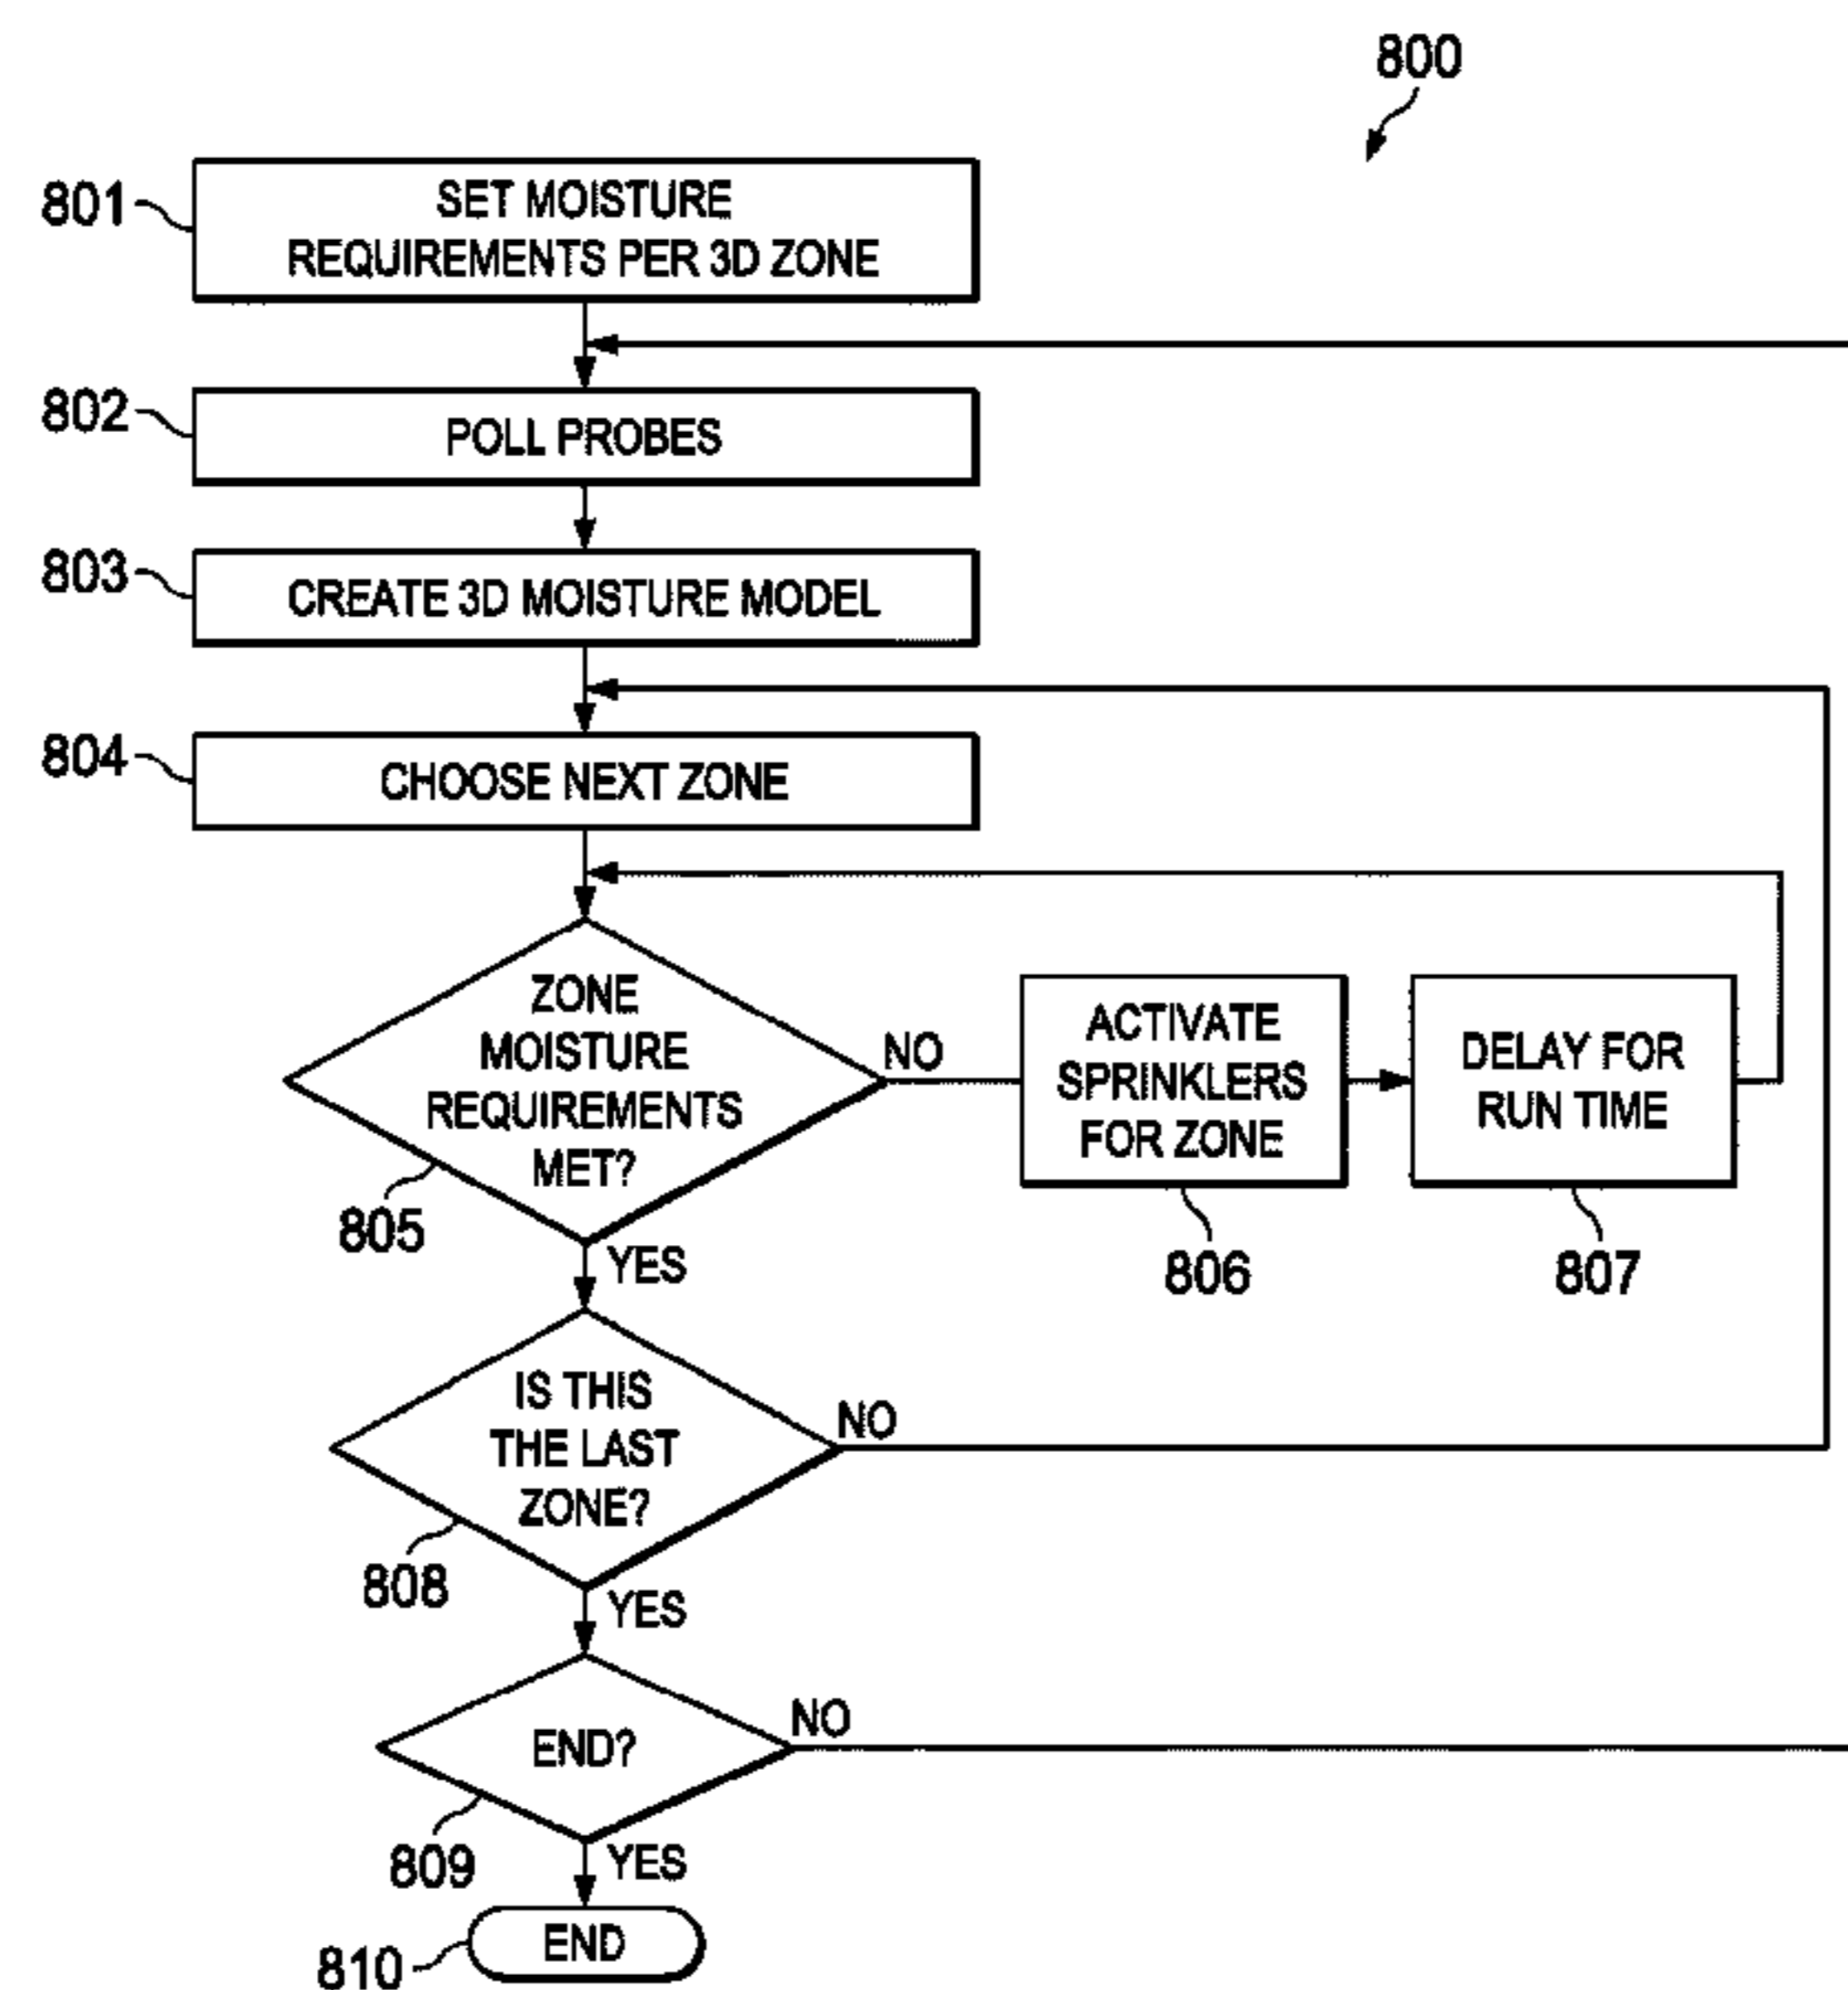 800
801
SET MOISTURE
REQUIREMENTS PER 3D ZONE
802
POLL PROBES
803
CREATE 3D MOISTURE MODEL
804
CHOOSE NEXT ZONE
ZONE
MOISTURE
REQUIREMENTS
MET?
805
NO
ACTIVATE
SPRINKLERS
FOR ZONE
806
DELAY FOR
RUN TIME
807
YES
IS THIS
THE LAST
ZONE?
808
NO
YES
END?
809
NO
YES
END
810